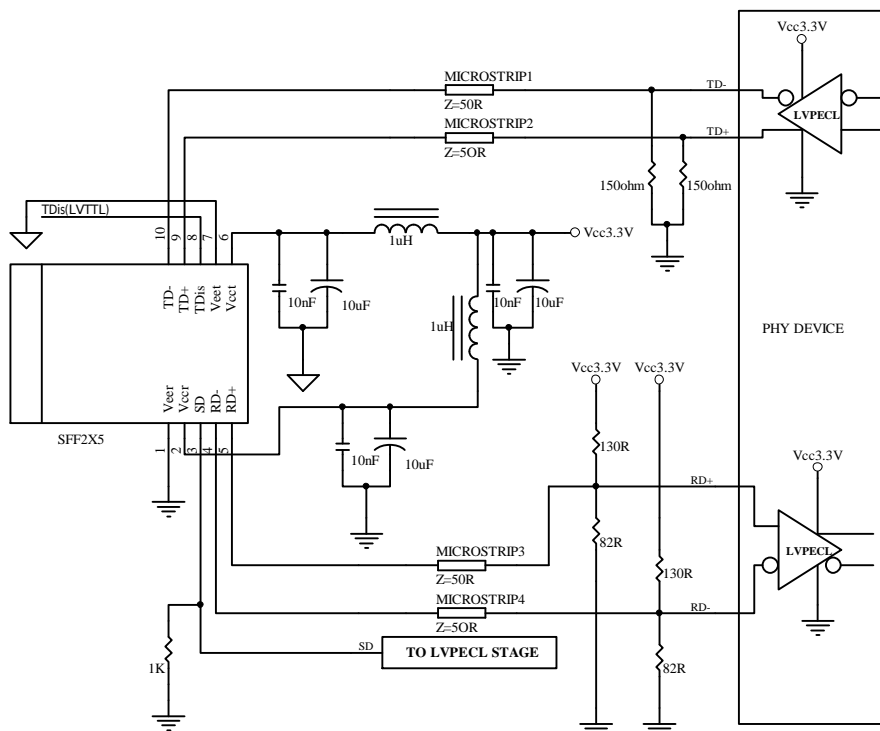 Vcc3.3V
MICROSTRIP1
Z=50R
TD-
LVPECL
MICROSTRIP2
Z=5OR
TD+
150ohm
150ohm
TDis(LVTTL)
10
9
8
7
6
1uH
Vcc3.3V
TD-
TD+
TDis
Veet
Vcct
10nF
10uF
10nF
10uF
1uH
PHY DEVICE
Veer
Vccr
SD
RD-
RD+
SFF2X5
1
2
3
4
5
10nF
10uF
Vcc3.3V
Vcc3.3V
130R
Vcc3.3V
RD+
82R
LVPECL
MICROSTRIP3
Z=50R
130R
MICROSTRIP4
Z=5OR
RD-
1K
SD
TO LVPECL STAGE
82R